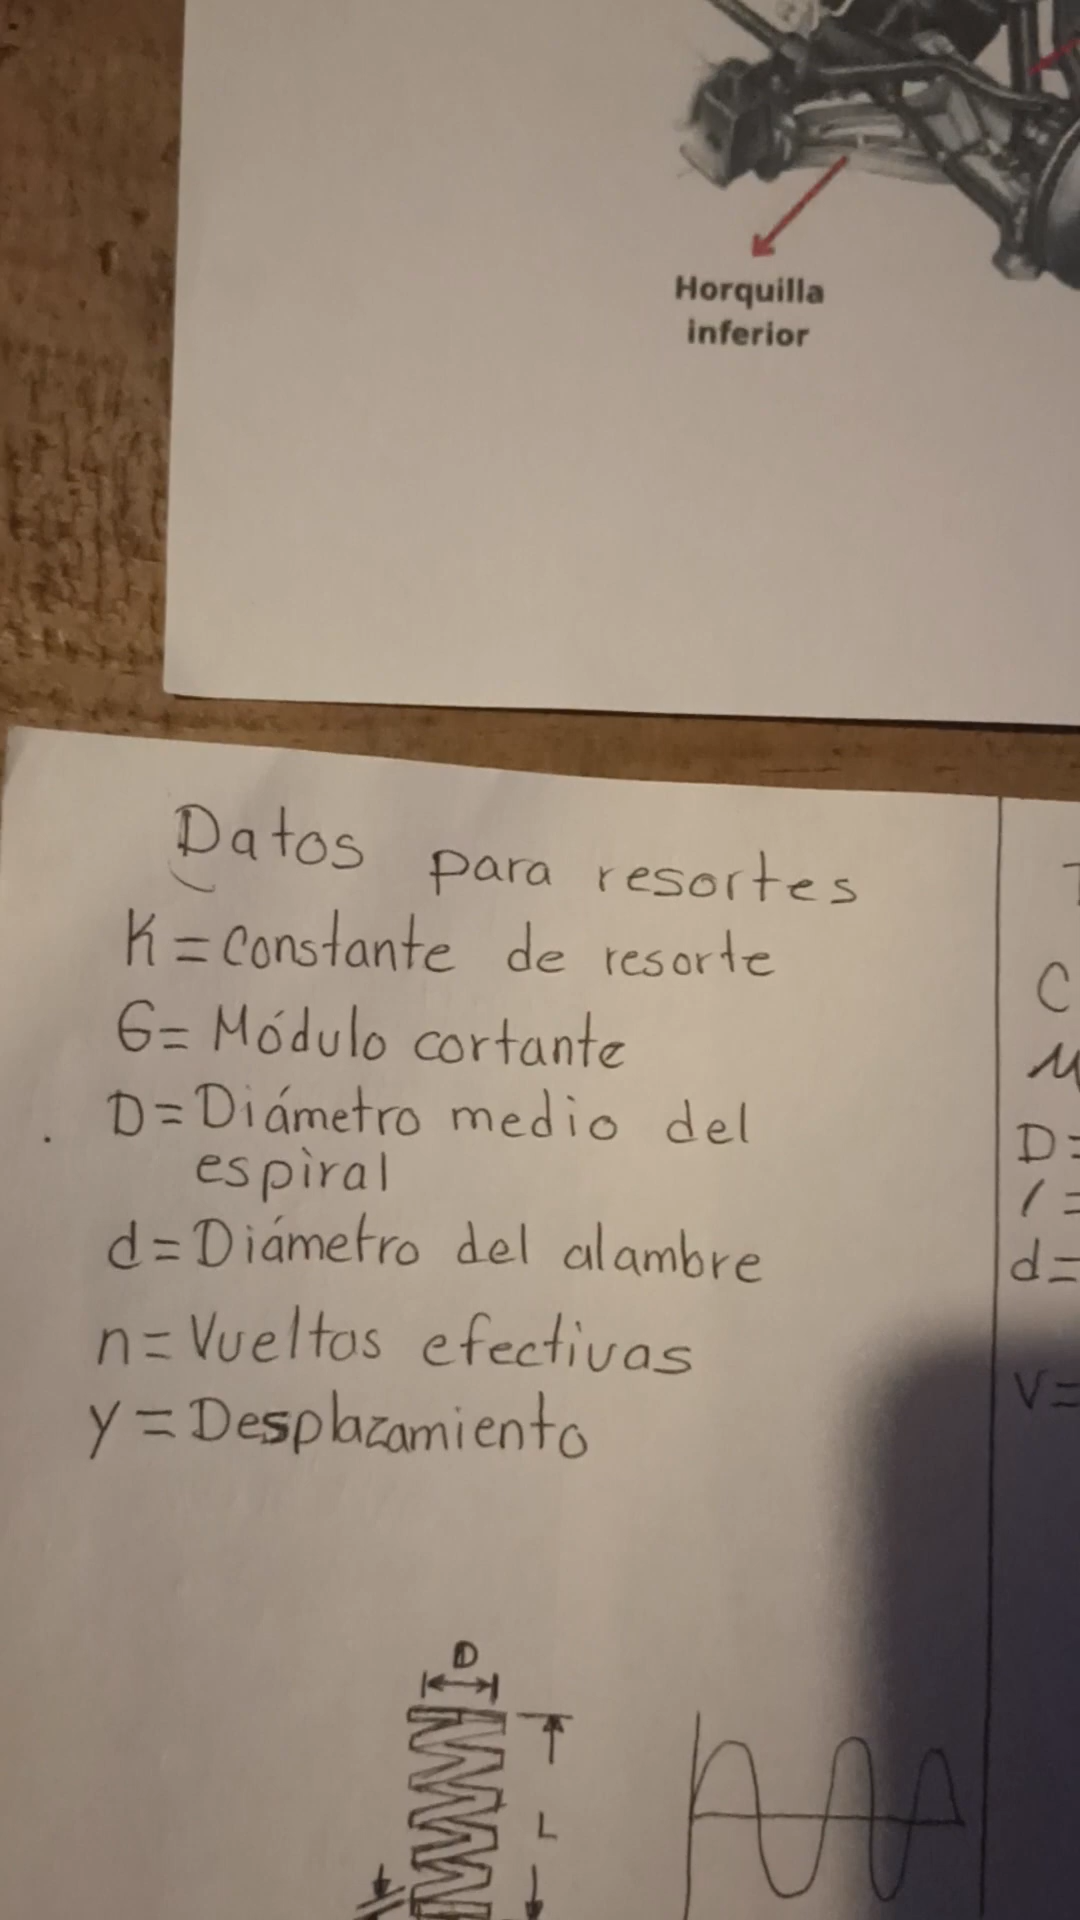 Horquilla
inferior
Datos para resortes
K = Constante de resorte
G = Módulo cortante
D = Diámetro medio del
espiral
d = Diámetro del alambre
n = Vueltas efectivas
y = Desplazamiento
D
L
C
M
D=
l =
d=
V=